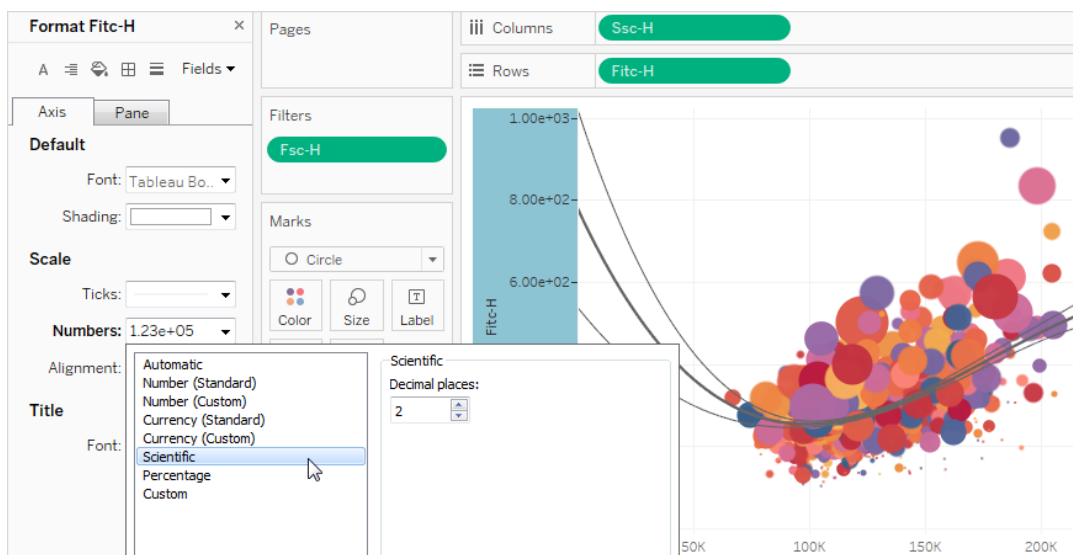 Format Fitc-H ×
A Fields
Axis Pane
Default
Font: Tableau Bo..
Shading:
Scale
Ticks:
Numbers: 1.23e+05
Alignment:
Title
Font:
Automatic
Number (Standard)
Number (Custom)
Currency (Standard)
Currency (Custom)
Scientific
Percentage
Custom
Scientific
Decimal places:
2
Pages
Filters
Fsc-H
Marks
Circle
Color Size T Label
Columns Ssc-H
Rows Fitc-H
1.00e+03
8.00e+02
6.00e+02
Fitc-H
50K 100K 150K 200K